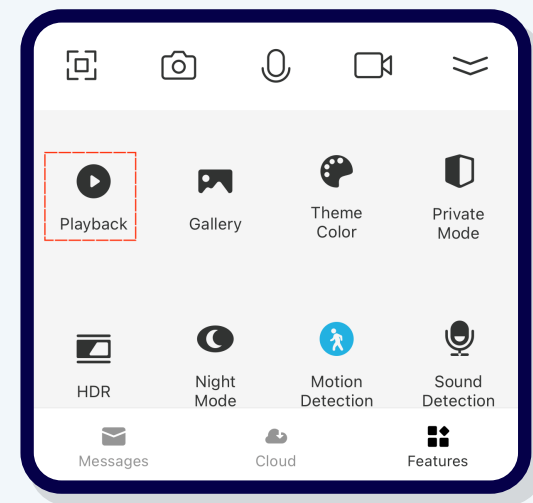 Playback
Gallery
Theme
Color
Private
Mode
HDR
Night
Mode
Motion
Detection
Sound
Detection
Messages
Cloud
Features